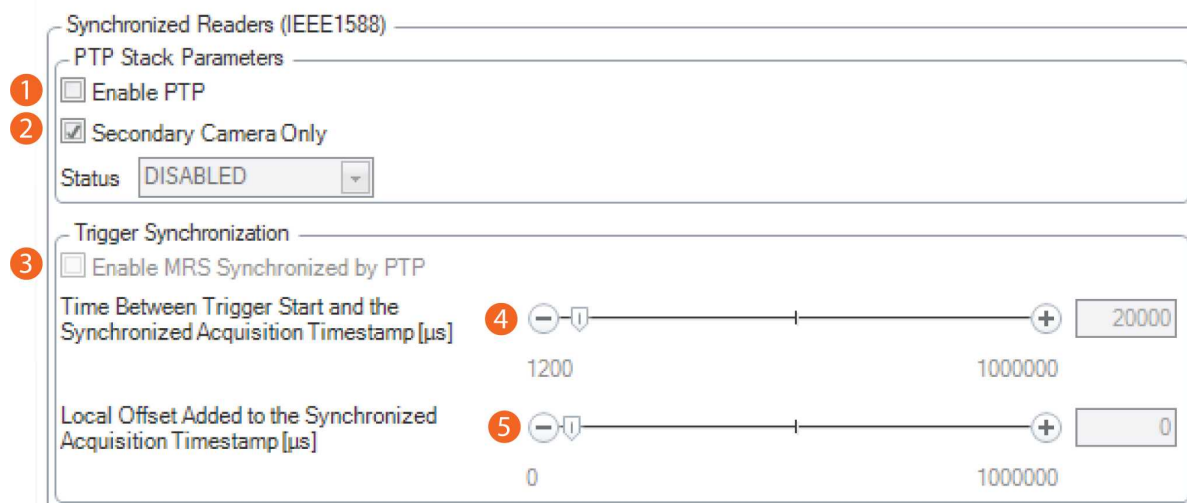 Synchronized Readers (IEEE1588)
PTP Stack Parameters
1 Enable PTP
2 Secondary Camera Only
Status DISABLED
Trigger Synchronization
3 Enable MRS Synchronized by PTP
Time Between Trigger Start and the
Synchronized Acquisition Timestamp [µs] 4 20000
1200 1000000
Local Offset Added to the Synchronized
Acquisition Timestamp [µs] 5 0
0 1000000